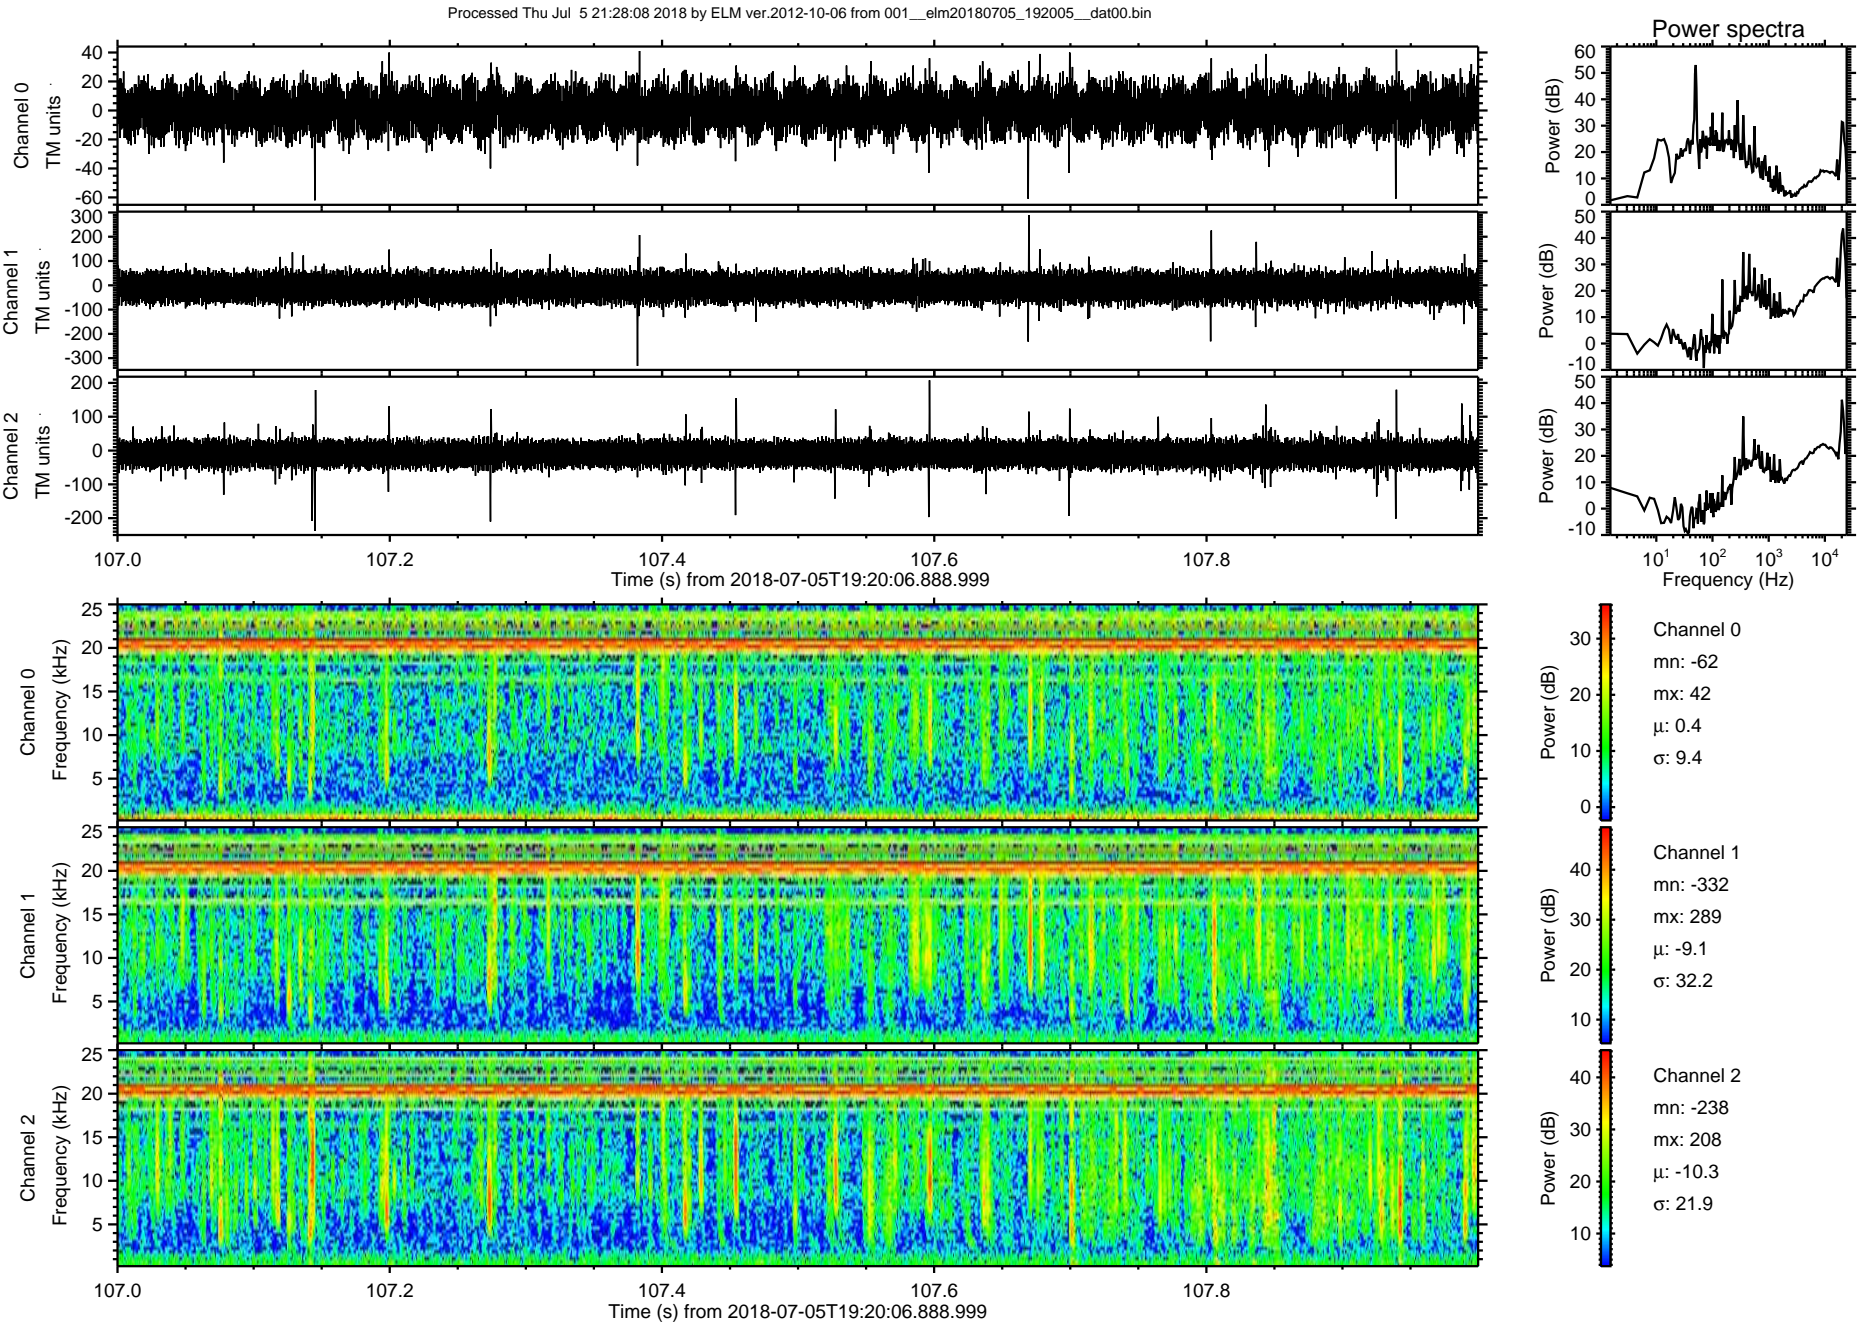 Processed Thu Jul 5 21:28:08 2018 by ELM ver.2012-10-06 from 001__elm20180705_192005__dat00.bin
Power spectra
Channel 0
TM units
40
20
0
-20
-40
-60
Power (dB)
60
50
40
30
20
10
0
Channel 1
TM units
300
200
100
0
-100
-200
-300
Power (dB)
50
40
30
20
10
0
-10
Channel 2
TM units
200
100
0
-100
-200
Power (dB)
50
40
30
20
10
0
-10
107.0 107.2 107.4 107.6 107.8
Time (s) from 2018-07-05T19:20:06.888.999
10^1 10^2 10^3 10^4
Frequency (Hz)
Channel 0
Frequency (kHz)
25
20
15
10
5
Power (dB)
30
20
10
0
Channel 0
mn: -62
mx: 42
μ: 0.4
σ: 9.4
Channel 1
Frequency (kHz)
25
20
15
10
5
Power (dB)
40
30
20
10
Channel 1
mn: -332
mx: 289
μ: -9.1
σ: 32.2
Channel 2
Frequency (kHz)
25
20
15
10
5
Power (dB)
40
30
20
10
Channel 2
mn: -238
mx: 208
μ: -10.3
σ: 21.9
107.0 107.2 107.4 107.6 107.8
Time (s) from 2018-07-05T19:20:06.888.999